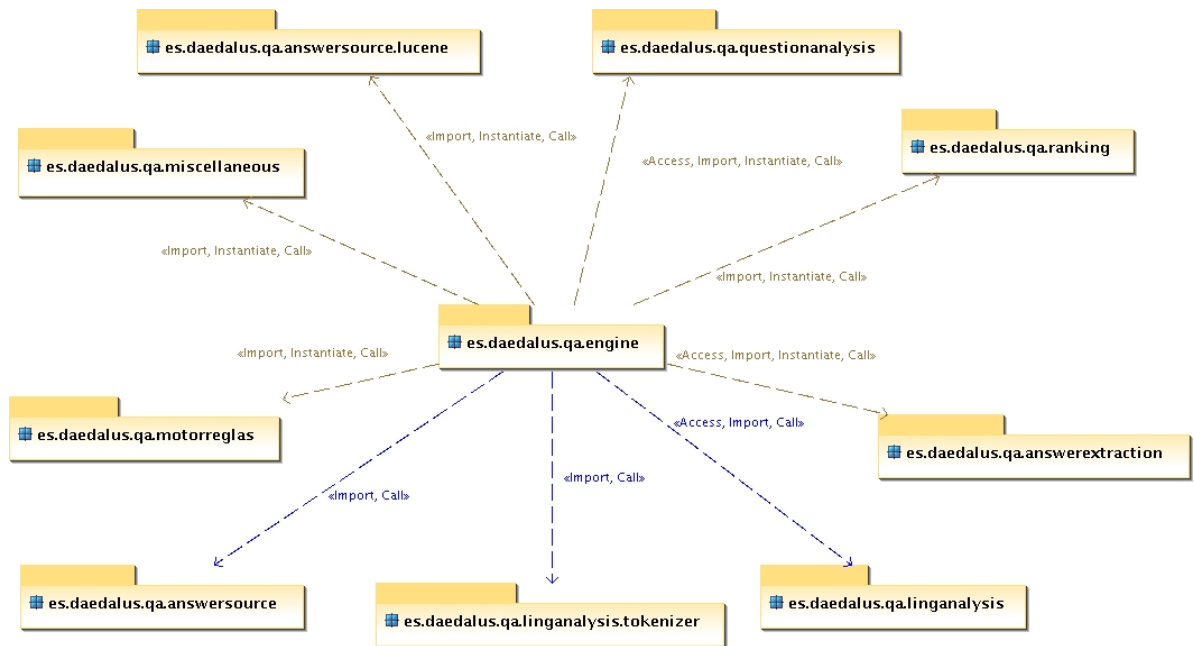 es.daedalus.qa.answersource.lucene
es.daedalus.qa.questionanalysis
«Import, Instantiate, Call»
«Access, Import, Instantiate, Call»
es.daedalus.qa.miscellaneous
es.daedalus.qa.ranking
«Import, Instantiate, Call»
«Import, Instantiate, Call»
es.daedalus.qa.engine
«Import, Instantiate, Call»
«Access, Import, Instantiate, Call»
es.daedalus.qa.motorreglas
«Access, Import, Call»
es.daedalus.qa.answerextraction
«Import, Call»
«Import, Call»
es.daedalus.qa.answersource
es.daedalus.qa.linganalysis.tokenizer
es.daedalus.qa.linganalysis